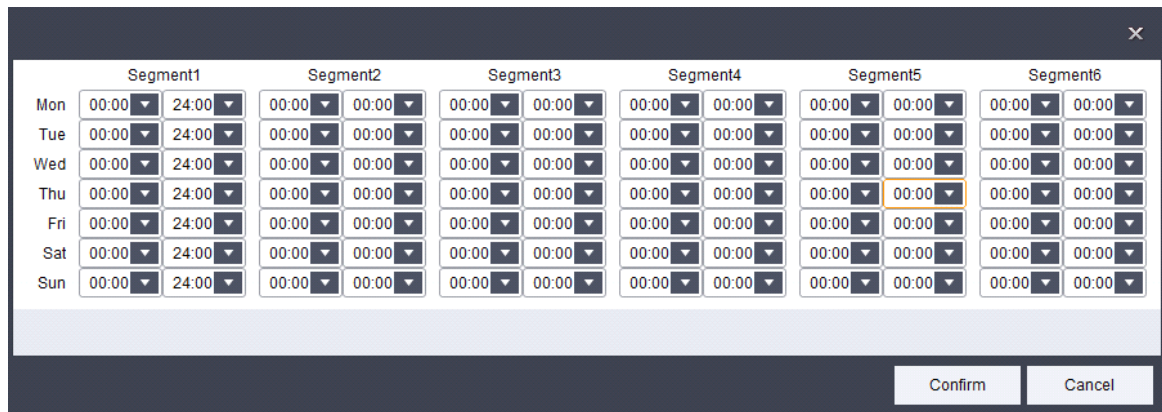 Segment1 Segment2 Segment3 Segment4 Segment5 Segment6
Mon 00:00 24:00 00:00 00:00 00:00 00:00 00:00 00:00 00:00 00:00 00:00 00:00
Tue 00:00 24:00 00:00 00:00 00:00 00:00 00:00 00:00 00:00 00:00 00:00 00:00
Wed 00:00 24:00 00:00 00:00 00:00 00:00 00:00 00:00 00:00 00:00 00:00 00:00
Thu 00:00 24:00 00:00 00:00 00:00 00:00 00:00 00:00 00:00 00:00 00:00 00:00
Fri 00:00 24:00 00:00 00:00 00:00 00:00 00:00 00:00 00:00 00:00 00:00 00:00
Sat 00:00 24:00 00:00 00:00 00:00 00:00 00:00 00:00 00:00 00:00 00:00 00:00
Sun 00:00 24:00 00:00 00:00 00:00 00:00 00:00 00:00 00:00 00:00 00:00 00:00
Confirm Cancel